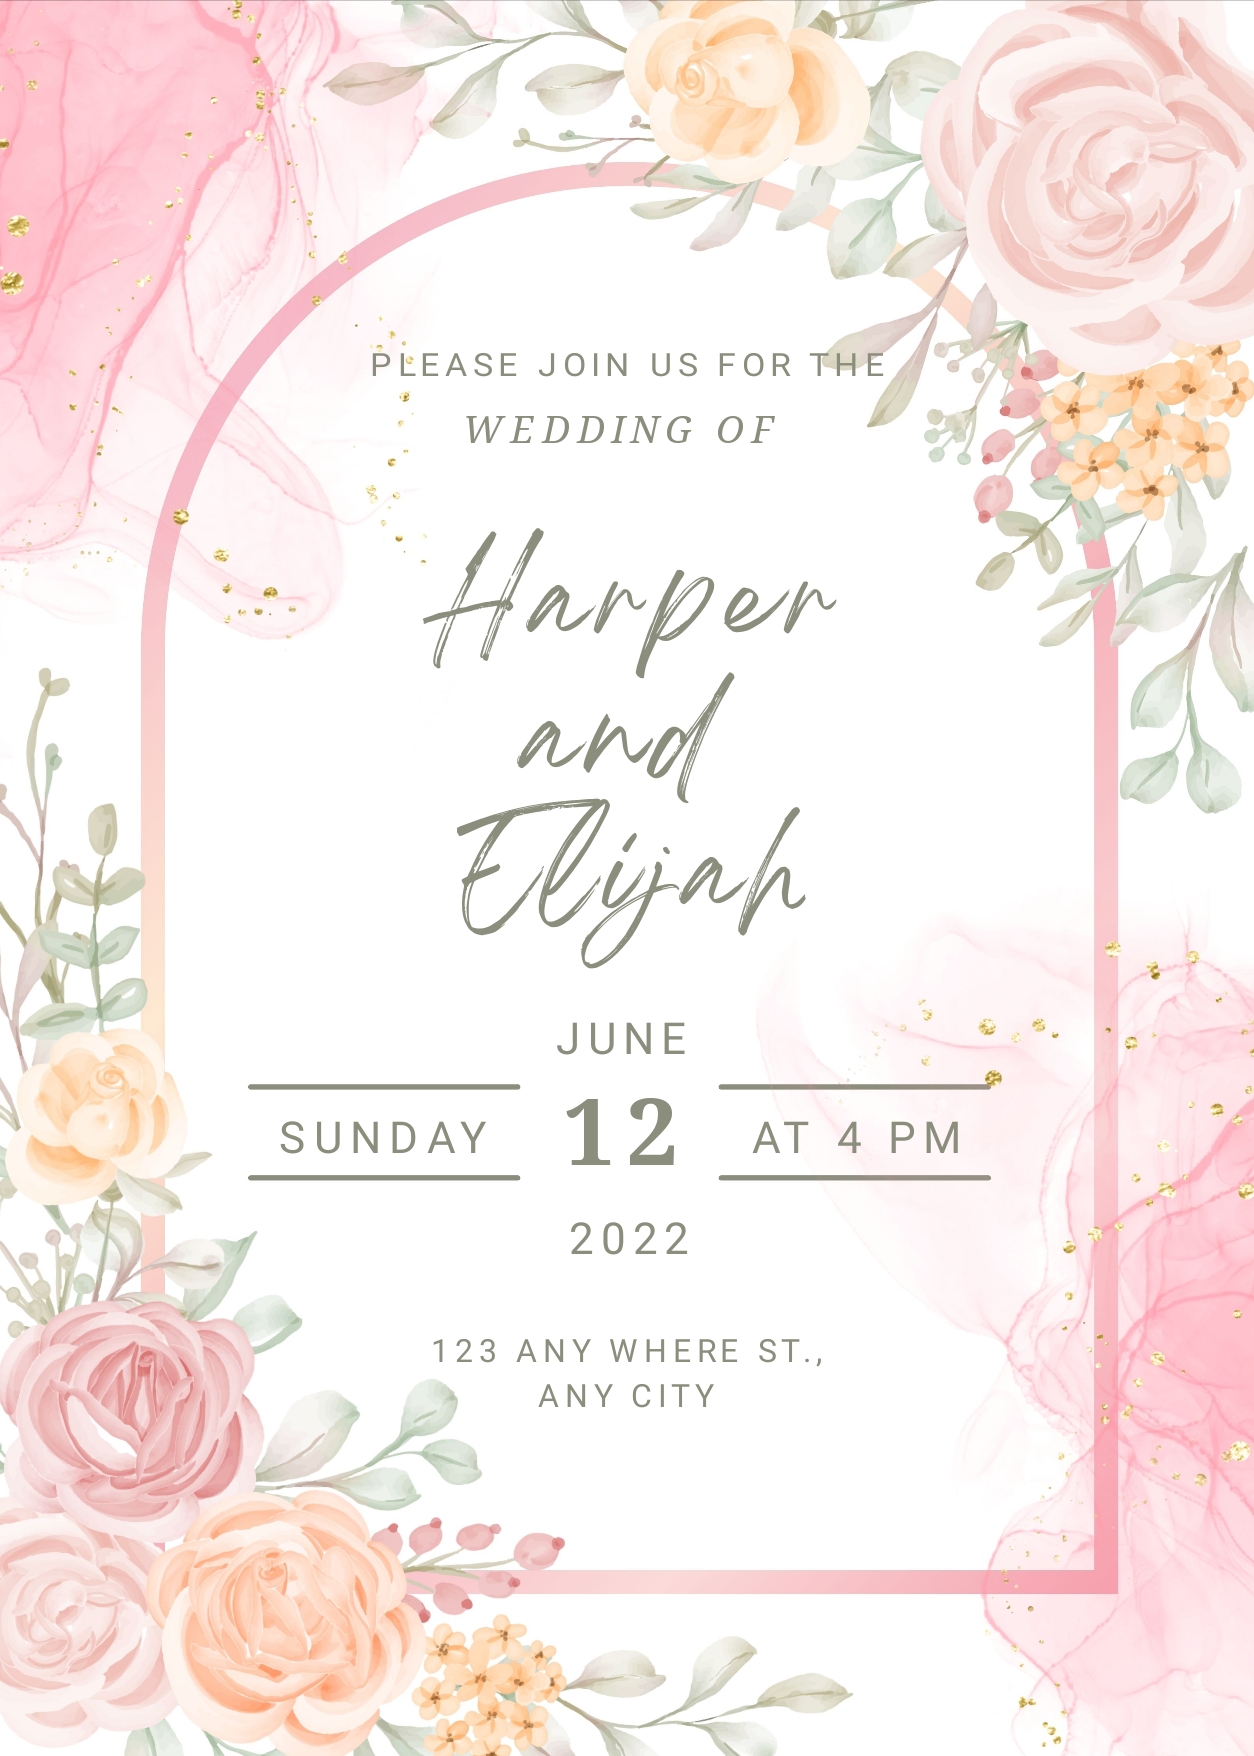 PLEASE JOIN US FOR THE
WEDDING OF
Harper
and
Elijah
JUNE
SUNDAY 12 AT 4 PM
2022
123 ANY WHERE ST.,
ANY CITY